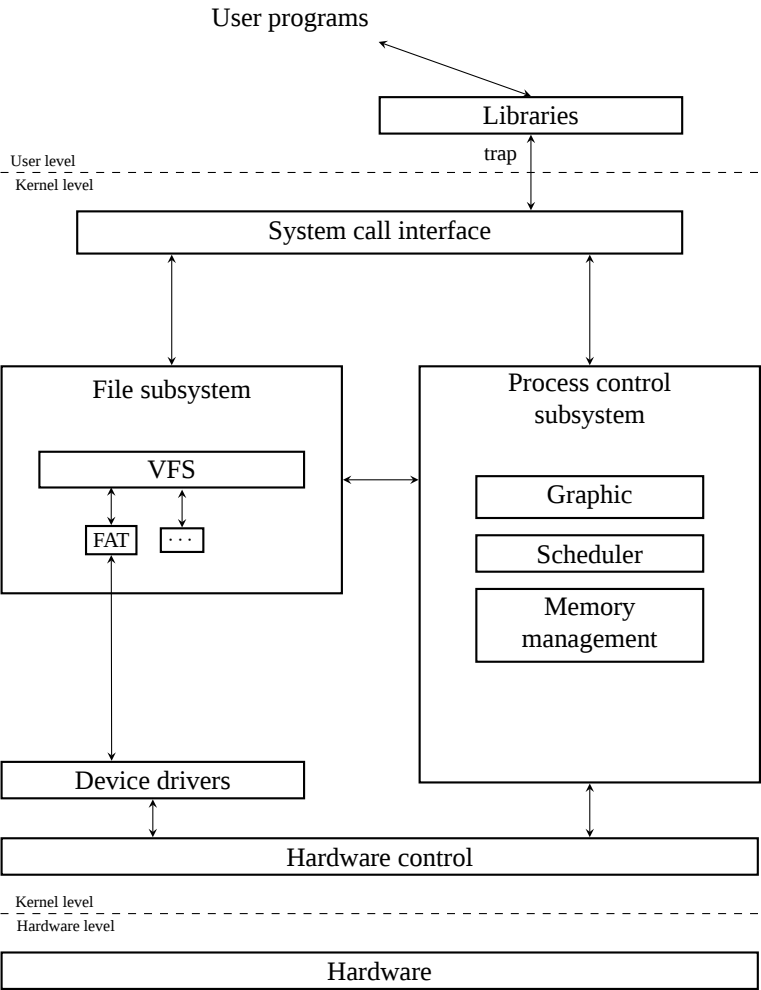 User programs
Libraries
trap
User level
Kernel level
System call interface
File subsystem
VFS
FAT
· · ·
Process control
subsystem
Graphic
Scheduler
Memory
management
Device drivers
Hardware control
Kernel level
Hardware level
Hardware